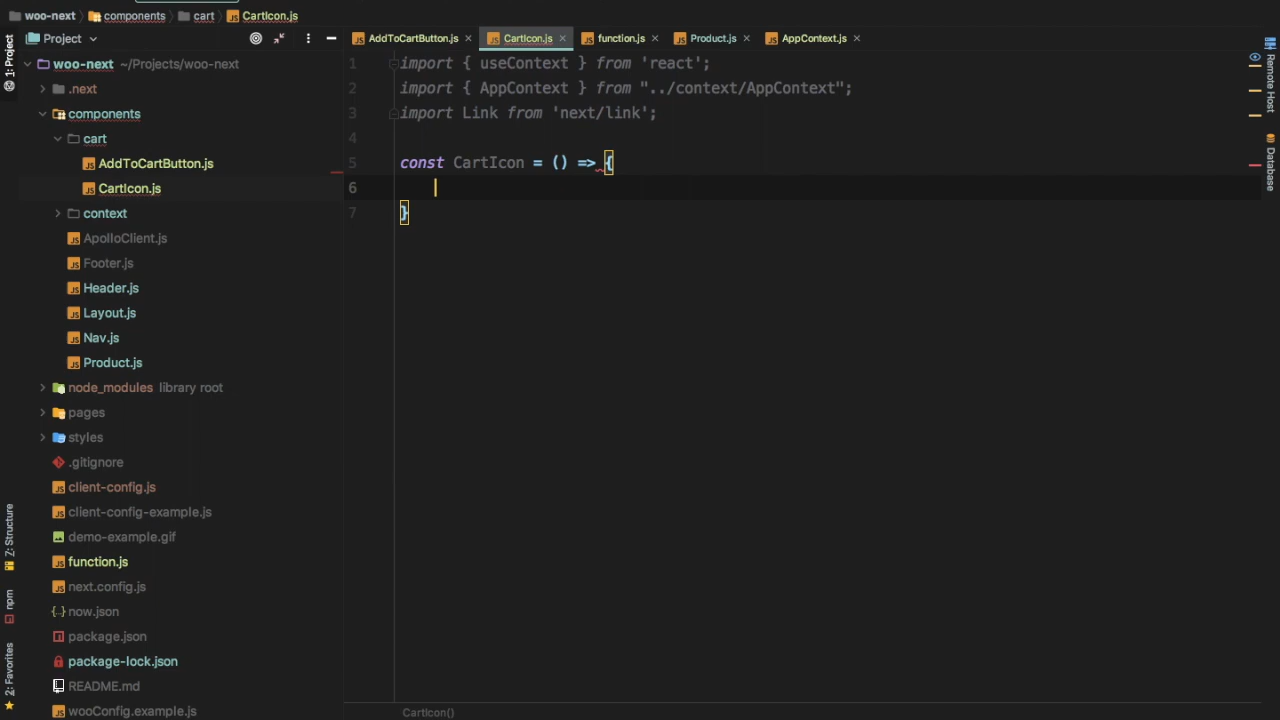 woo-next components cart CartIcon.js
Project
AddToCartButton.js CartIcon.js function.js Product.js AppContext.js
1: Project
woo-next ~/Projects/woo-next
.next
components
cart
AddToCartButton.js
CartIcon.js
context
ApolloClient.js
Footer.js
Header.js
Layout.js
Nav.js
Product.js
node_modules library root
pages
styles
.gitignore
client-config.js
client-config-example.js
demo-example.gif
function.js
next.config.js
now.json
package.json
package-lock.json
README.md
wooConfig.example.js
Z: Structure
npm
2: Favorites
1 import { useContext } from 'react';
2 import { AppContext } from "../context/AppContext";
3 import Link from 'next/link';
4
5 const CartIcon = () => {
6
7 }
CartIcon()
Remote Host
Database